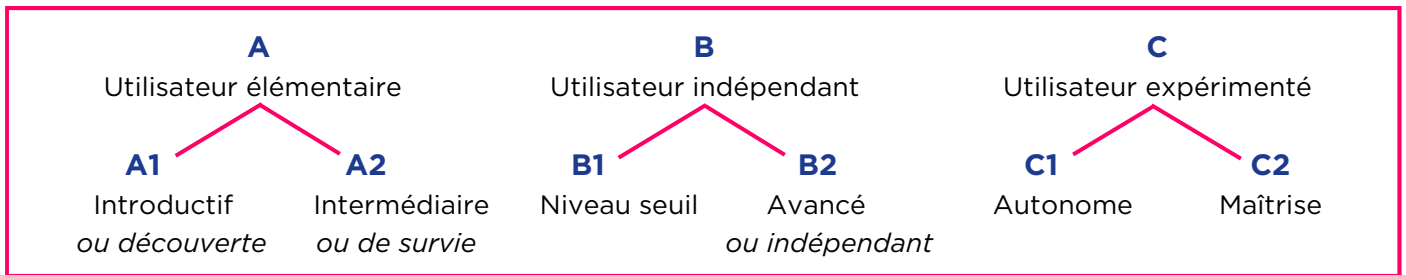 A
Utilisateur élémentaire
A1
Introductif
ou découverte
A2
Intermédiaire
ou de survie
B
Utilisateur indépendant
B1
Niveau seuil
B2
Avancé
ou indépendant
C
Utilisateur expérimenté
C1
Autonome
C2
Maîtrise